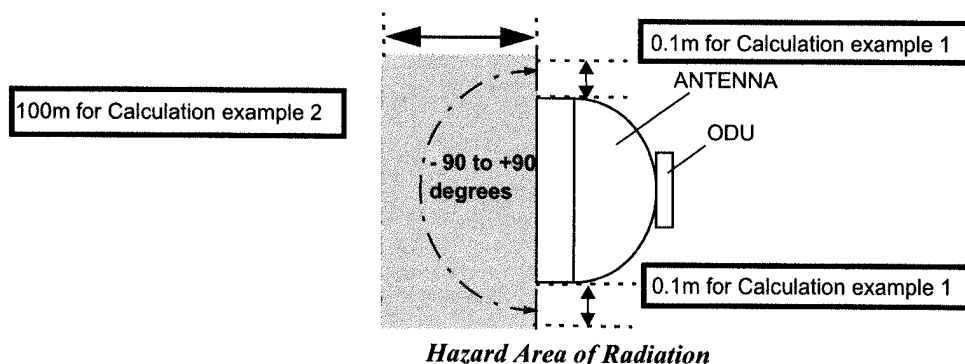 0.1m for Calculation example 1
ANTENNA
100m for Calculation example 2
ODU
- 90 to +90
degrees
0.1m for Calculation example 1
Hazard Area of Radiation